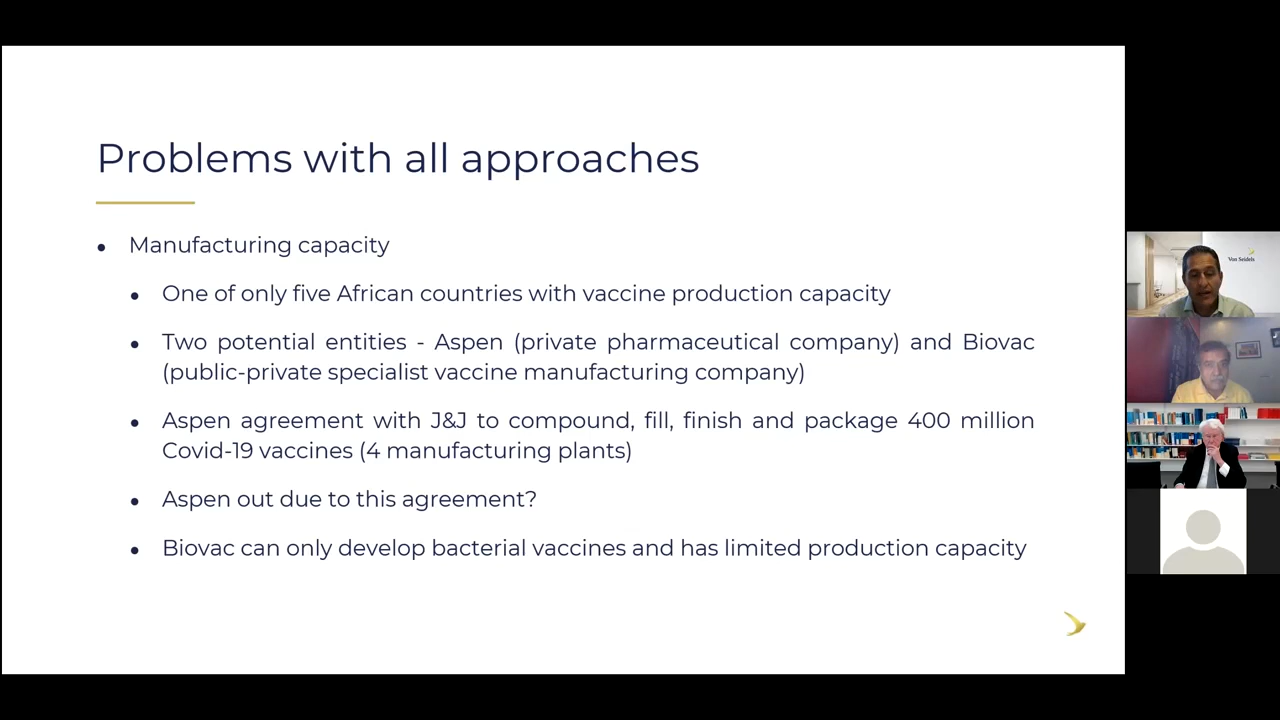 Problems with all approaches
● Manufacturing capacity
● One of only five African countries with vaccine production capacity
● Two potential entities - Aspen (private pharmaceutical company) and Biovac
(public-private specialist vaccine manufacturing company)
● Aspen agreement with J&J to compound, fill, finish and package 400 million
Covid-19 vaccines (4 manufacturing plants)
● Aspen out due to this agreement?
● Biovac can only develop bacterial vaccines and has limited production capacity
Von Seidels